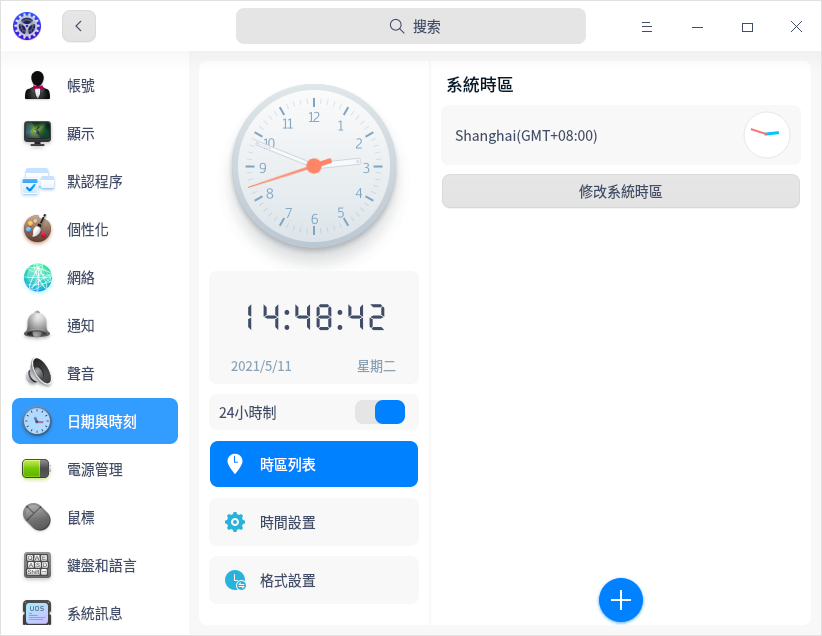 搜索
帳號
顯示
默認程序
個性化
網絡
通知
聲音
日期與時刻
電源管理
鼠標
鍵盤和語言
系統訊息
12
1
2
3
4
5
6
7
8
9
10
11
14:48:42
2021/5/11 星期二
24小時制
時區列表
時間設置
格式設置
系統時區
Shanghai(GMT+08:00)
修改系統時區
UOS